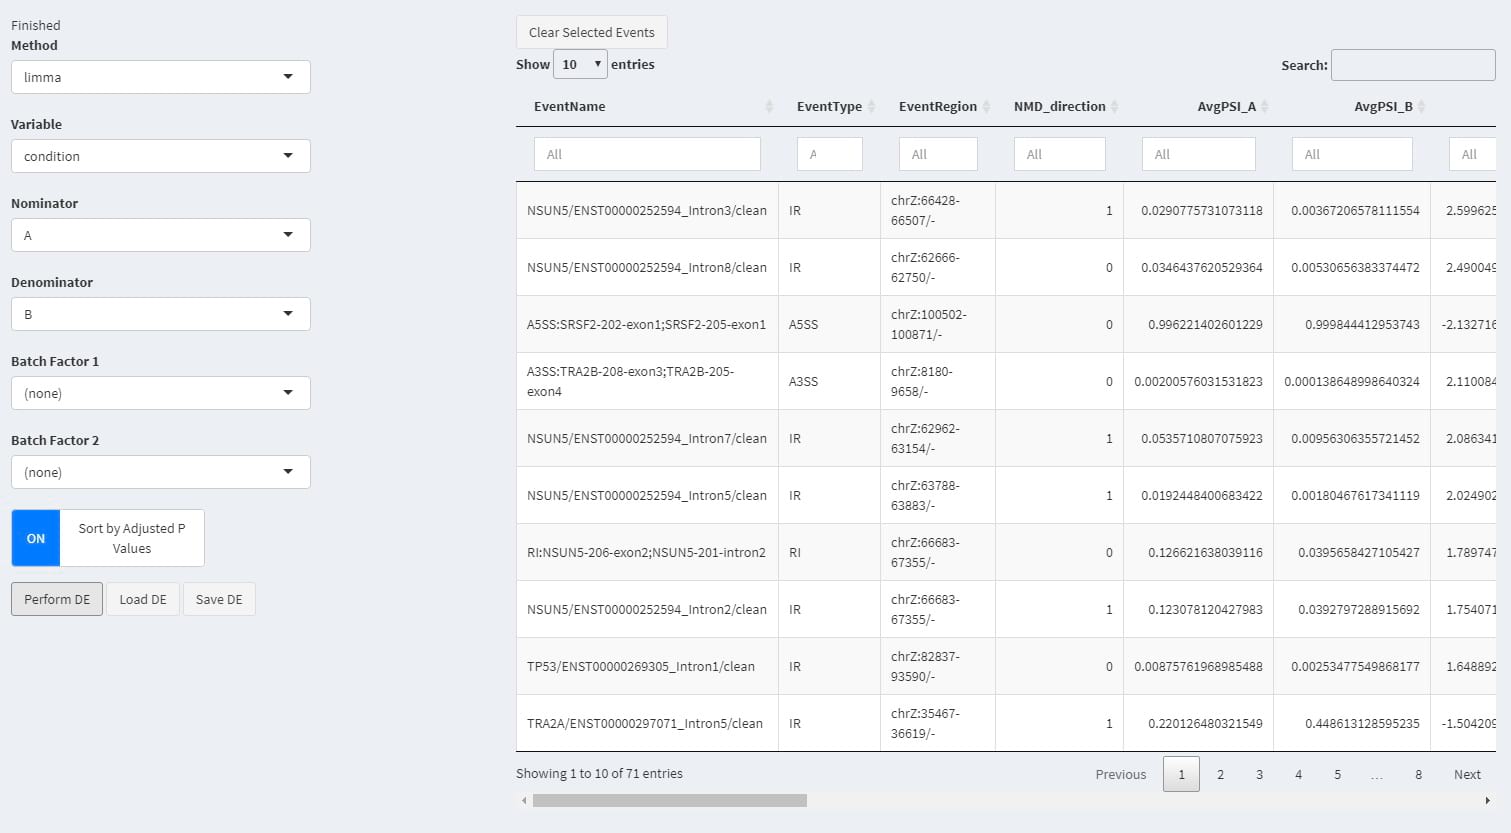 Finished
Method
limma
Variable
condition
Nominator
A
Denominator
B
Batch Factor 1
(none)
Batch Factor 2
(none)
ON
Sort by Adjusted P
Values
Perform DE Load DE Save DE
Clear Selected Events
Show 10 entries
Search:
EventName EventType EventRegion NMD_direction AvgPSI_A AvgPSI_B
All A All All All All All
NSUN5/ENST00000252594_Intron3/clean IR chrZ:66428-
66507/- 1 0.0290775731073118 0.00367206578111554 2.599625
NSUN5/ENST00000252594_Intron8/clean IR chrZ:62666-
62750/- 0 0.0346437620529364 0.00530656383374472 2.490049
A5SS:SRSF2-202-exon1;SRSF2-205-exon1 A5SS chrZ:100502-
100871/- 0 0.996221402601229 0.999844412953743 -2.132716
A3SS:TRA2B-208-exon3;TRA2B-205-
exon4 A3SS chrZ:8180-
9658/- 0 0.00200576031531823 0.000138648998640324 2.110084
NSUN5/ENST00000252594_Intron7/clean IR chrZ:62962-
63154/- 1 0.0535710807075923 0.00956306355721452 2.086341
NSUN5/ENST00000252594_Intron5/clean IR chrZ:63788-
63883/- 1 0.0192448400683422 0.00180467617341119 2.024902
RI:NSUN5-206-exon2;NSUN5-201-intron2 RI chrZ:66683-
67355/- 0 0.126621638039116 0.0395658427105427 1.789747
NSUN5/ENST00000252594_Intron2/clean IR chrZ:66683-
67355/- 1 0.123078120427983 0.0392797288915692 1.754071
TP53/ENST00000269305_Intron1/clean IR chrZ:82837-
93590/- 0 0.00875761968985488 0.00253477549868177 1.648892
TRA2A/ENST00000297071_Intron5/clean IR chrZ:35467-
36619/- 1 0.220126480321549 0.448613128595235 -1.504209
Showing 1 to 10 of 71 entries
Previous 1 2 3 4 5 … 8 Next